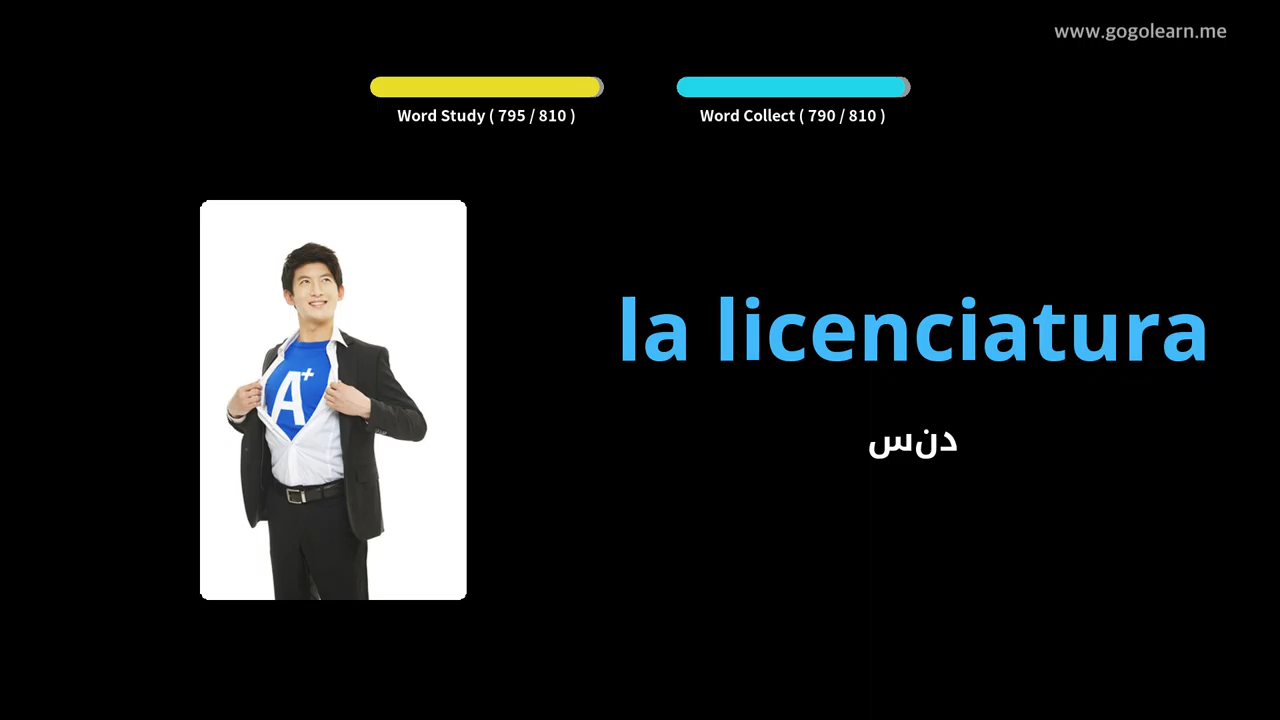 www.gogolearn.me
Word Study ( 795 / 810 )
Word Collect ( 790 / 810 )
A+
la licenciatura
دنس